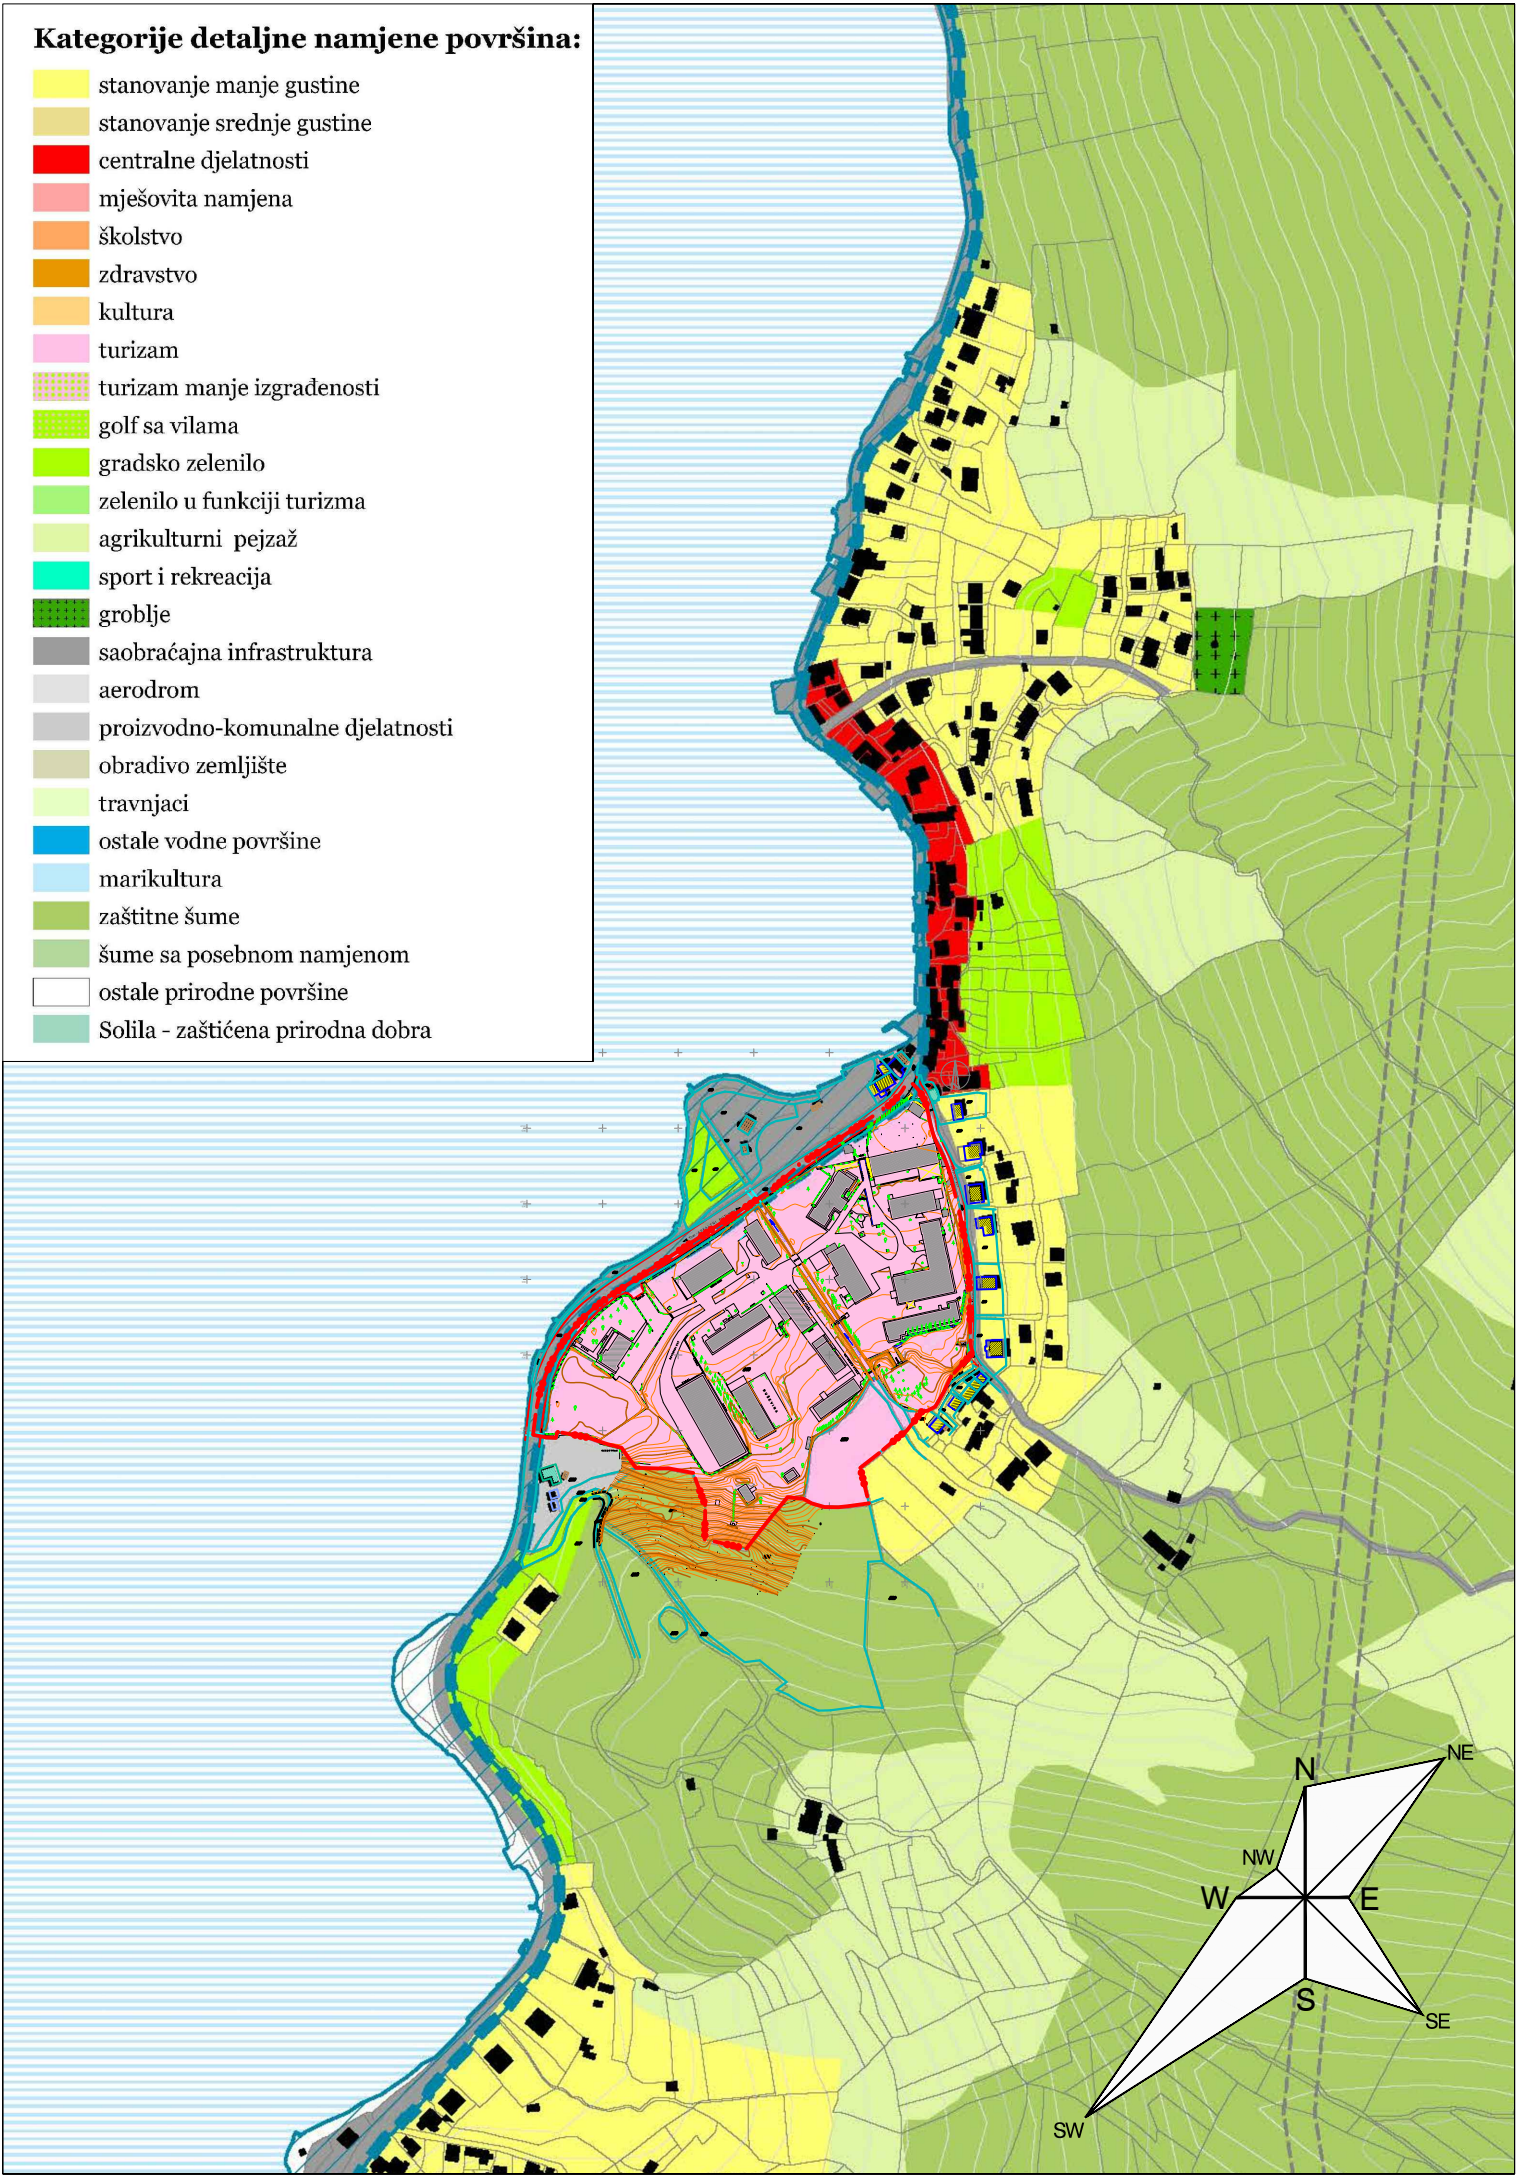 Kategorije detaljne namjene površina:
stanovanje manje gustine
stanovanje srednje gustine
centralne djelatnosti
mješovita namjena
školstvo
zdravstvo
kultura
turizam
turizam manje izgrađenosti
golf sa vilama
gradsko zelenilo
zelenilo u funkciji turizma
agrikulturni pejzaž
sport i rekreacija
groblje
saobraćajna infrastruktura
aerodrom
proizvodno-komunalne djelatnosti
obradivo zemljište
travnjaci
ostale vodne površine
marikultura
zaštitne šume
šume sa posebnom namjenom
ostale prirodne površine
Solila - zaštićena prirodna dobra
NE
N
NW
W
E
S
SE
SW